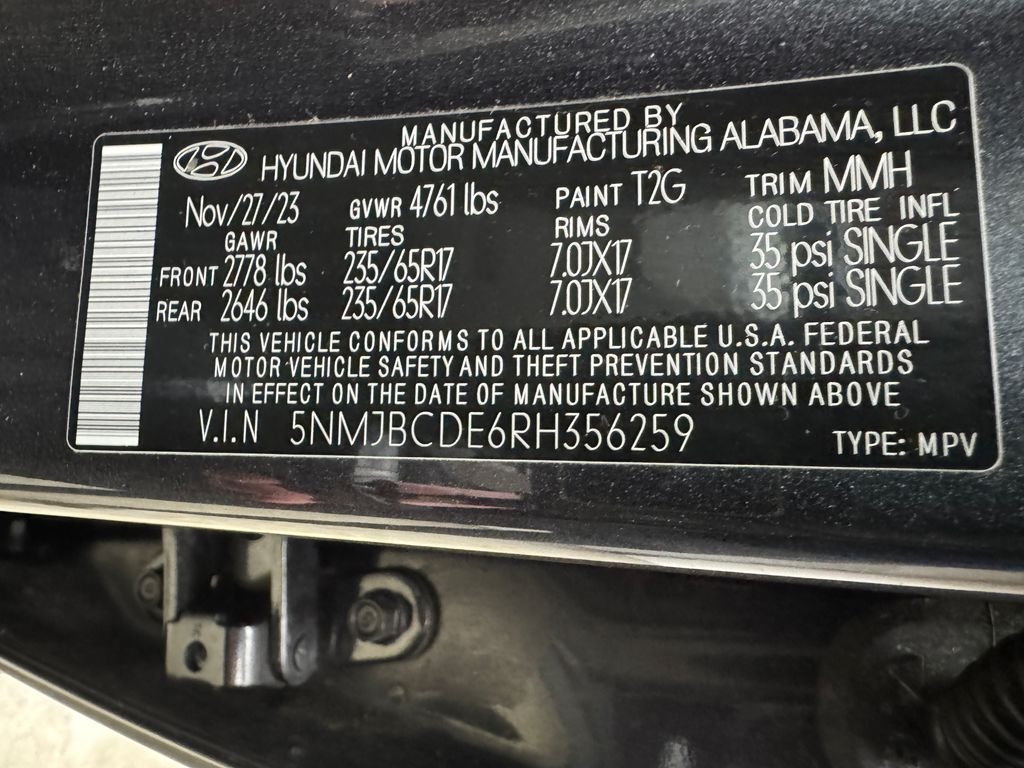 MANUFACTURED BY
HYUNDAI MOTOR MANUFACTURING ALABAMA, LLC
Nov/27/23 GVWR 4761 lbs PAINT T2G TRIM MMH
GAWR TIRES RIMS COLD TIRE INFL
FRONT 2778 lbs 235/65R17 7.0JX17 35 psi SINGLE
REAR 2646 lbs 235/65R17 7.0JX17 35 psi SINGLE
THIS VEHICLE CONFORMS TO ALL APPLICABLE U.S.A. FEDERAL
MOTOR VEHICLE SAFETY AND THEFT PREVENTION STANDARDS
IN EFFECT ON THE DATE OF MANUFACTURE SHOWN ABOVE
V.I.N 5NMJBCDE6RH356259 TYPE: MPV